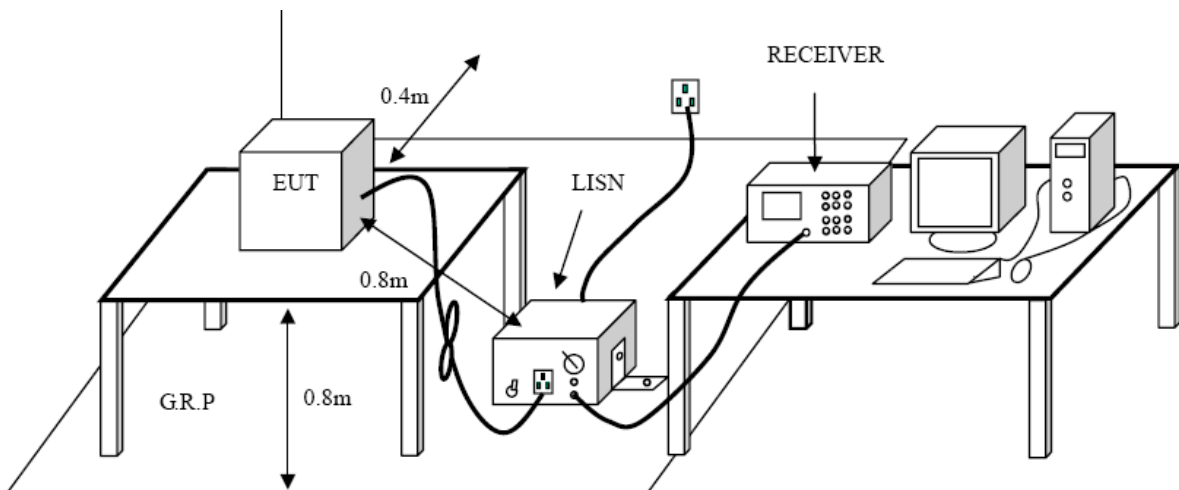 RECEIVER
0.4m
EUT
LISN
0.8m
G.R.P
0.8m